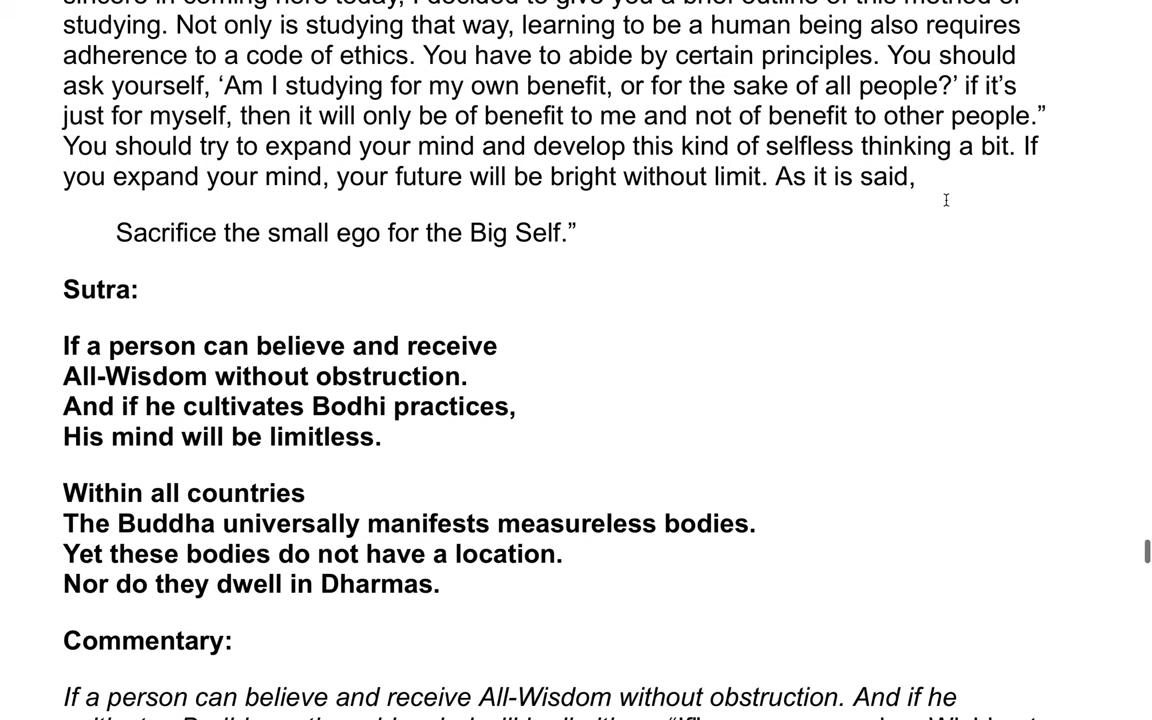 studying. Not only is studying that way, learning to be a human being also requires
adherence to a code of ethics. You have to abide by certain principles. You should
ask yourself, ‘Am I studying for my own benefit, or for the sake of all people?’ if it’s
just for myself, then it will only be of benefit to me and not of benefit to other people.”
You should try to expand your mind and develop this kind of selfless thinking a bit. If
you expand your mind, your future will be bright without limit. As it is said,
Sacrifice the small ego for the Big Self.”
Sutra:
If a person can believe and receive
All-Wisdom without obstruction.
And if he cultivates Bodhi practices,
His mind will be limitless.
Within all countries
The Buddha universally manifests measureless bodies.
Yet these bodies do not have a location.
Nor do they dwell in Dharmas.
Commentary:
If a person can believe and receive All-Wisdom without obstruction. And if he